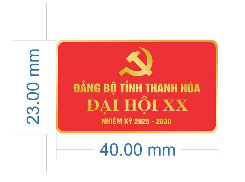 ĐẢNG BỘ TỈNH THANH HÓA
ĐẠI HỘI XX
NHIỆM KỲ 2025 - 2030
23.00 mm
40.00 mm